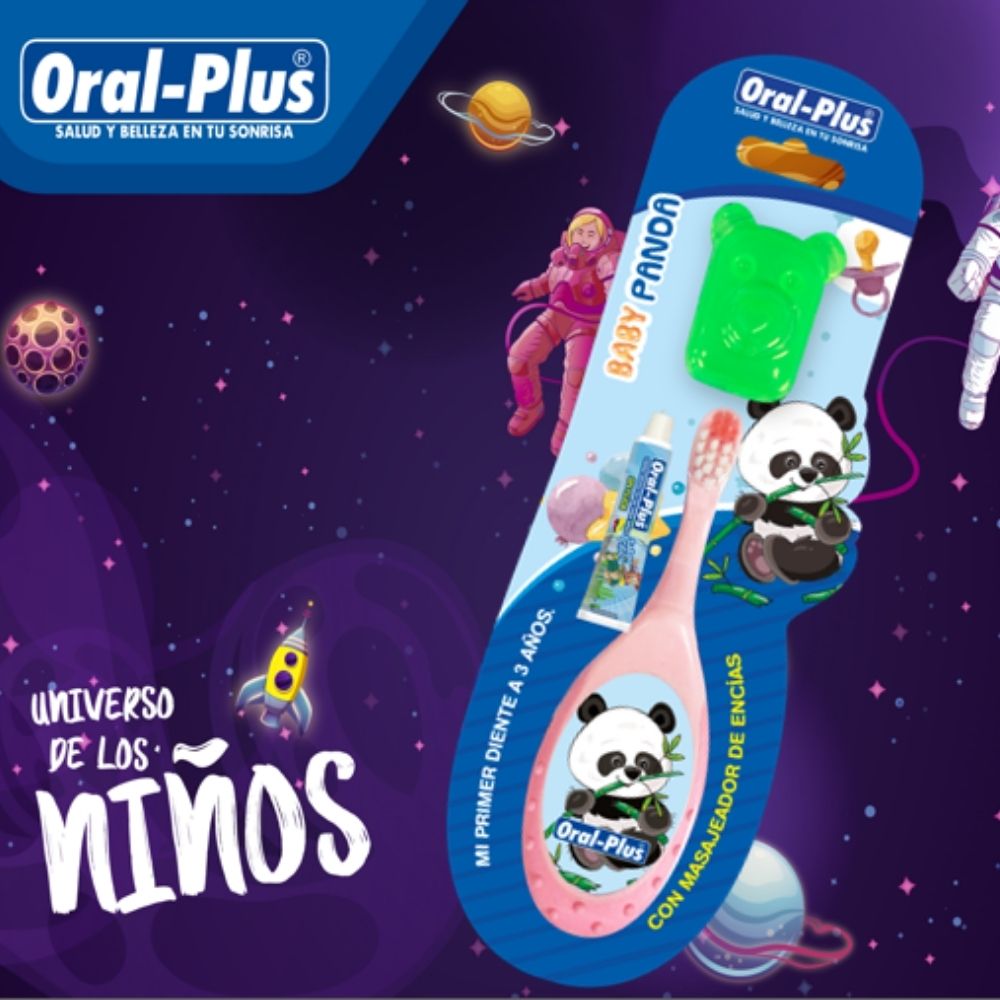 Oral-Plus®
SALUD Y BELLEZA EN TU SONRISA
Oral-Plus
SALUD Y BELLEZA EN TU SONRISA
BABY PANDA
Oral-Plus
MI PRIMER DIENTE A 3 AÑOS.
CON MASAJEADOR DE ENCÍAS
Oral-Plus
UNIVERSO
DE LOS
NIÑOS